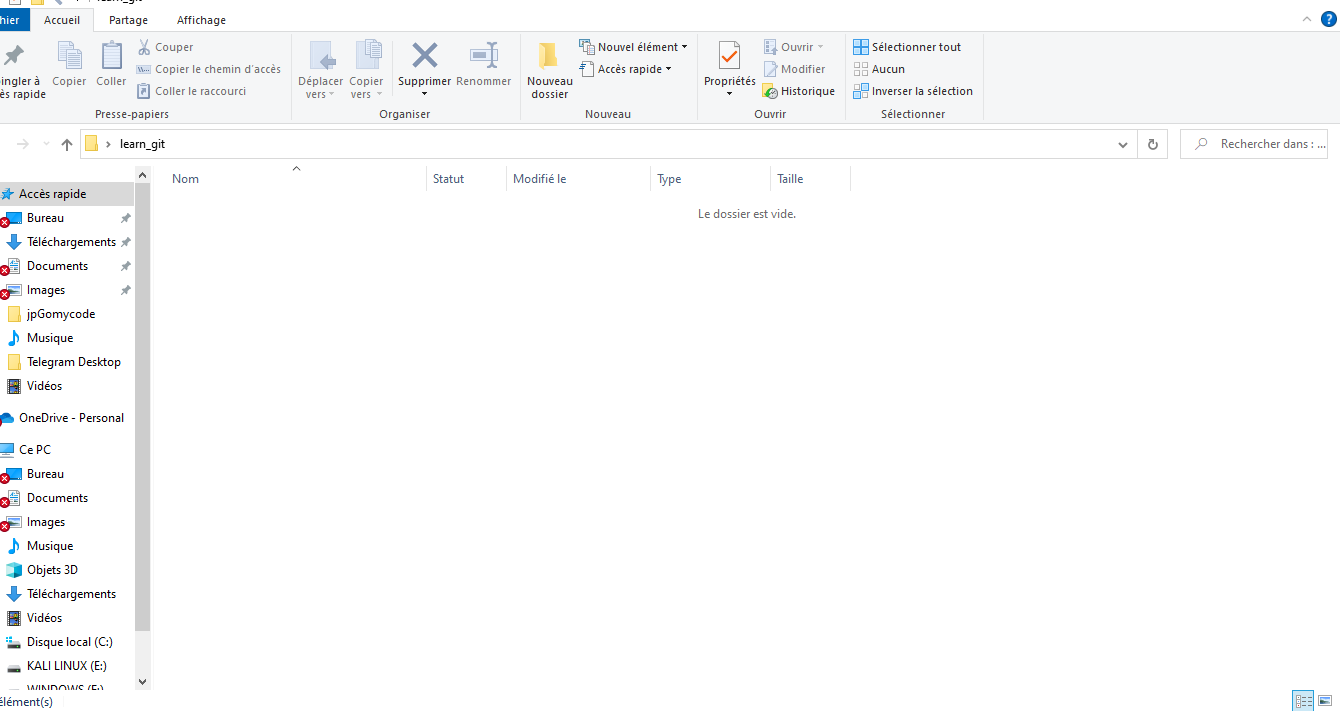 hier Accueil Partage Affichage
Couper
Copier le chemin d'accès
Coller le raccourci
ingler à
ès rapide
Copier
Coller
Presse-papiers
Déplacer
vers
Copier
vers
Supprimer
Renommer
Organiser
Nouveau
dossier
Nouvel élément
Accès rapide
Nouveau
Propriétés
Ouvrir
Modifier
Historique
Ouvrir
Sélectionner tout
Aucun
Inverser la sélection
Sélectionner
learn_git
Rechercher dans : ...
Nom Statut Modifié le Type Taille
Le dossier est vide.
Accès rapide
Bureau
Téléchargements
Documents
Images
jpGomycode
Musique
Telegram Desktop
Vidéos
OneDrive - Personal
Ce PC
Bureau
Documents
Images
Musique
Objets 3D
Téléchargements
Vidéos
Disque local (C:)
KALI LINUX (E:)
élément(s)